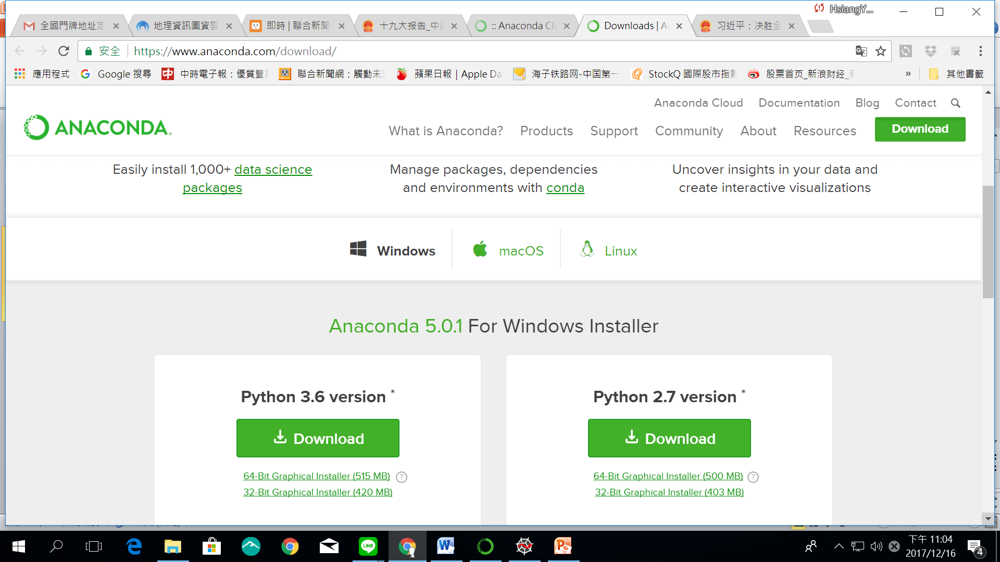 HsiangY...
全國門牌地址定
地理資訊圖資雲
即時 | 聯合新聞
十九大报告_中
:: Anaconda Cl
Downloads | A
习近平：决胜全
安全
https://www.anaconda.com/download/
應用程式
Google 搜尋
中時電子報：優質豐
聯合新聞網：觸動未
蘋果日報 | Apple Da
海子铁路网-中国第一
StockQ 國際股市指數
股票首页_新浪财经_
»
其他書籤
Anaconda Cloud
Documentation
Blog
Contact
ANACONDA.
What is Anaconda?
Products
Support
Community
About
Resources
Download
Easily install 1,000+ data science
packages
Manage packages, dependencies
and environments with conda
Uncover insights in your data and
create interactive visualizations
Windows
macOS
Linux
Anaconda 5.0.1 For Windows Installer
Python 3.6 version *
Download
64-Bit Graphical Installer (515 MB) ?
32-Bit Graphical Installer (420 MB)
Python 2.7 version *
Download
64-Bit Graphical Installer (500 MB) ?
32-Bit Graphical Installer (403 MB)
LINE
下午 11:04
2017/12/16
4